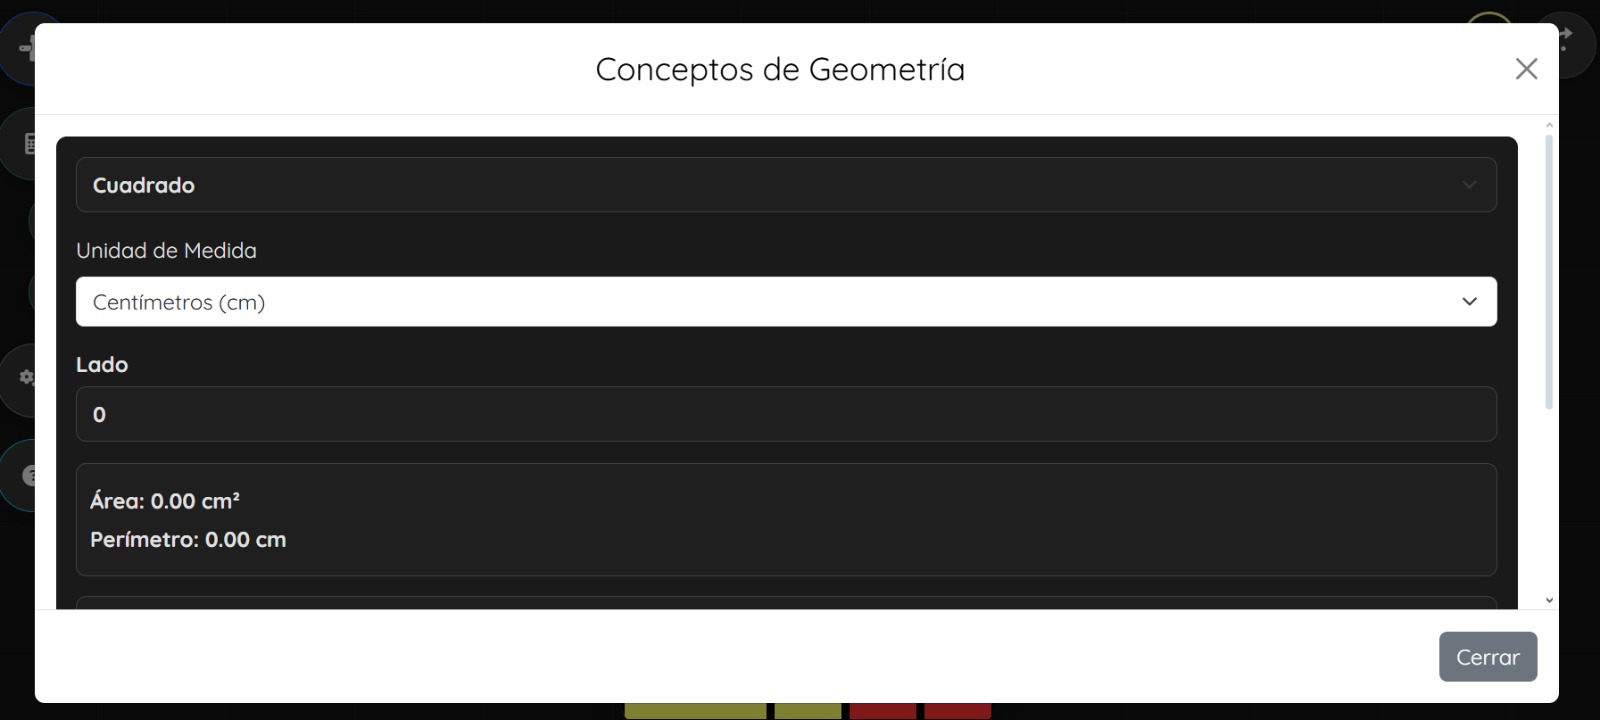 Conceptos de Geometría
Cuadrado
Unidad de Medida
Centímetros (cm)
Lado
0
Área: 0.00 cm²
Perímetro: 0.00 cm
Cerrar